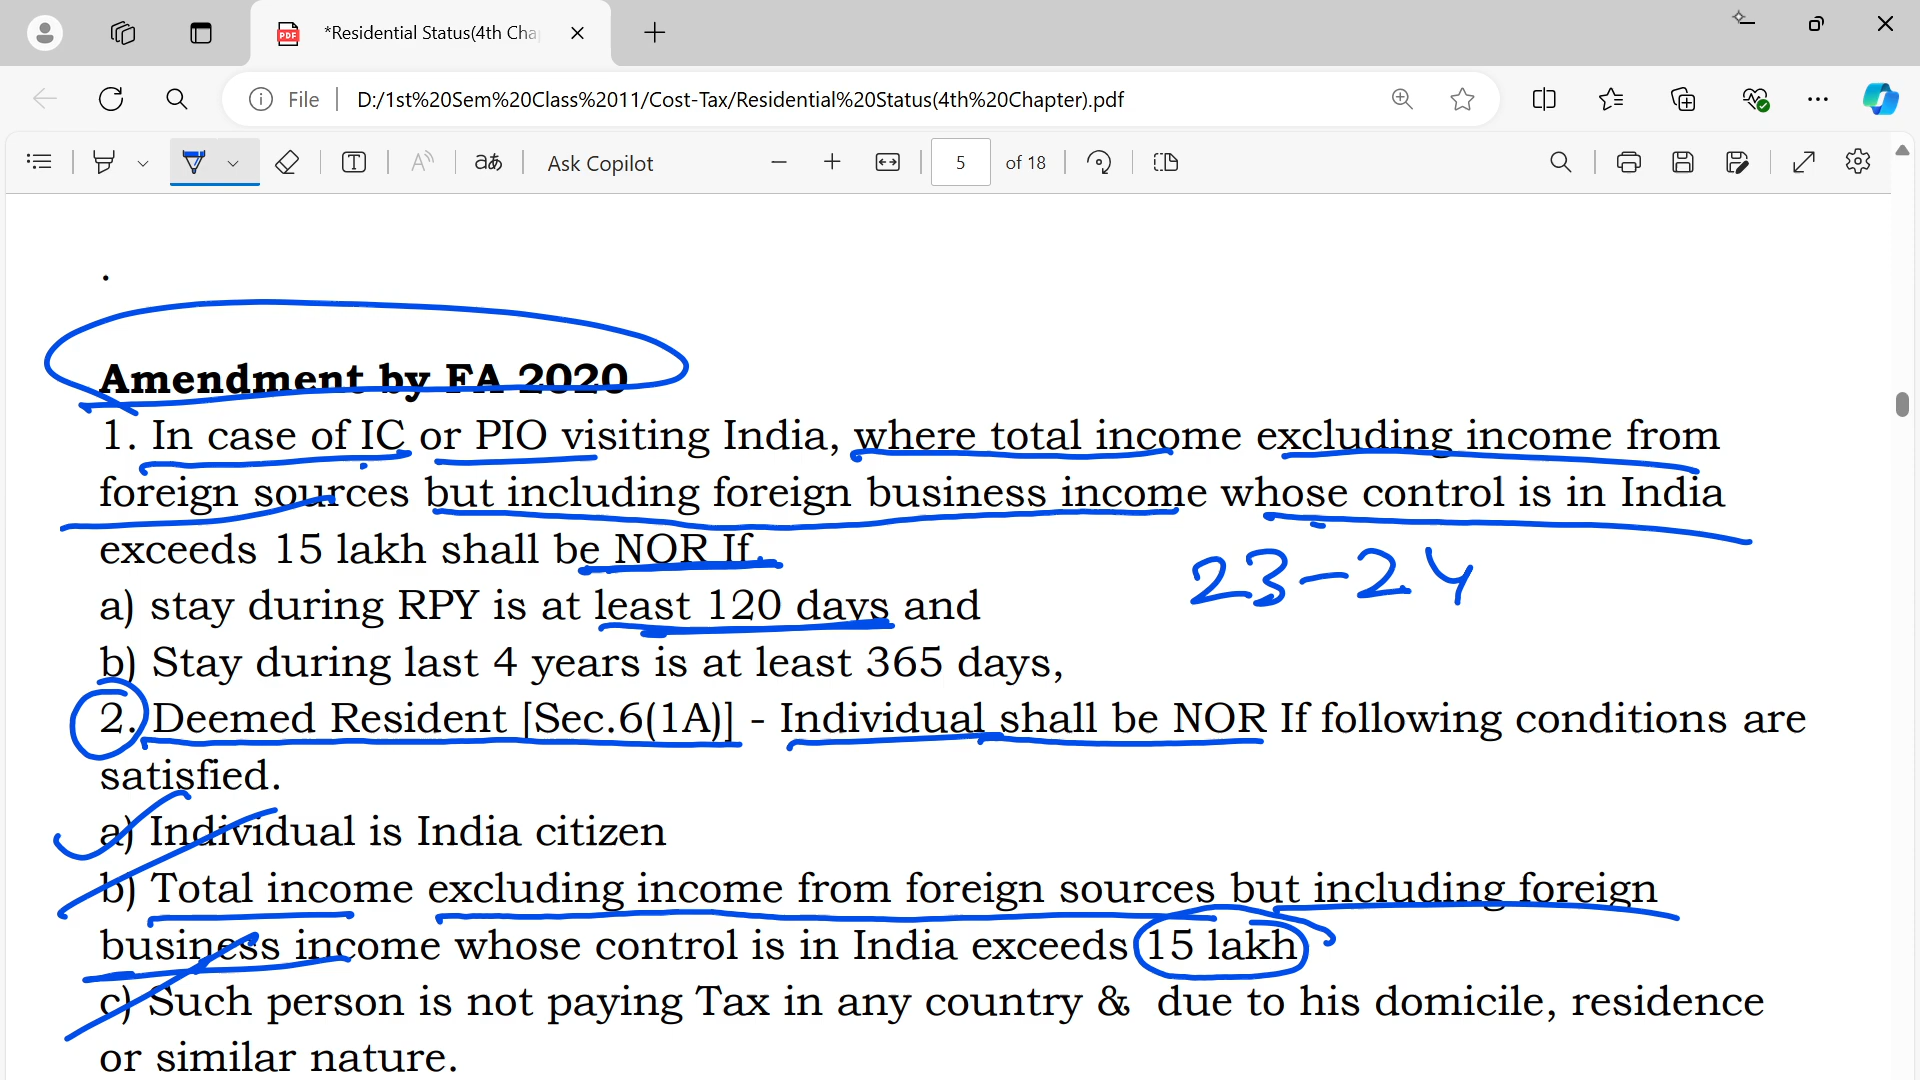 *Residential Status(4th Cha
File D:/1st%20Sem%20Class%2011/Cost-Tax/Residential%20Status(4th%20Chapter).pdf
aあ Ask Copilot 5 of 18
.
Amendment by FA 2020
1. In case of IC or PIO visiting India, where total income excluding income from
foreign sources but including foreign business income whose control is in India
exceeds 15 lakh shall be NOR If
23-24
a) stay during RPY is at least 120 days and
b) Stay during last 4 years is at least 365 days,
2. Deemed Resident [Sec.6(1A)] - Individual shall be NOR If following conditions are
satisfied.
a) Individual is India citizen
b) Total income excluding income from foreign sources but including foreign
business income whose control is in India exceeds 15 lakh
c) Such person is not paying Tax in any country & due to his domicile, residence
or similar nature.